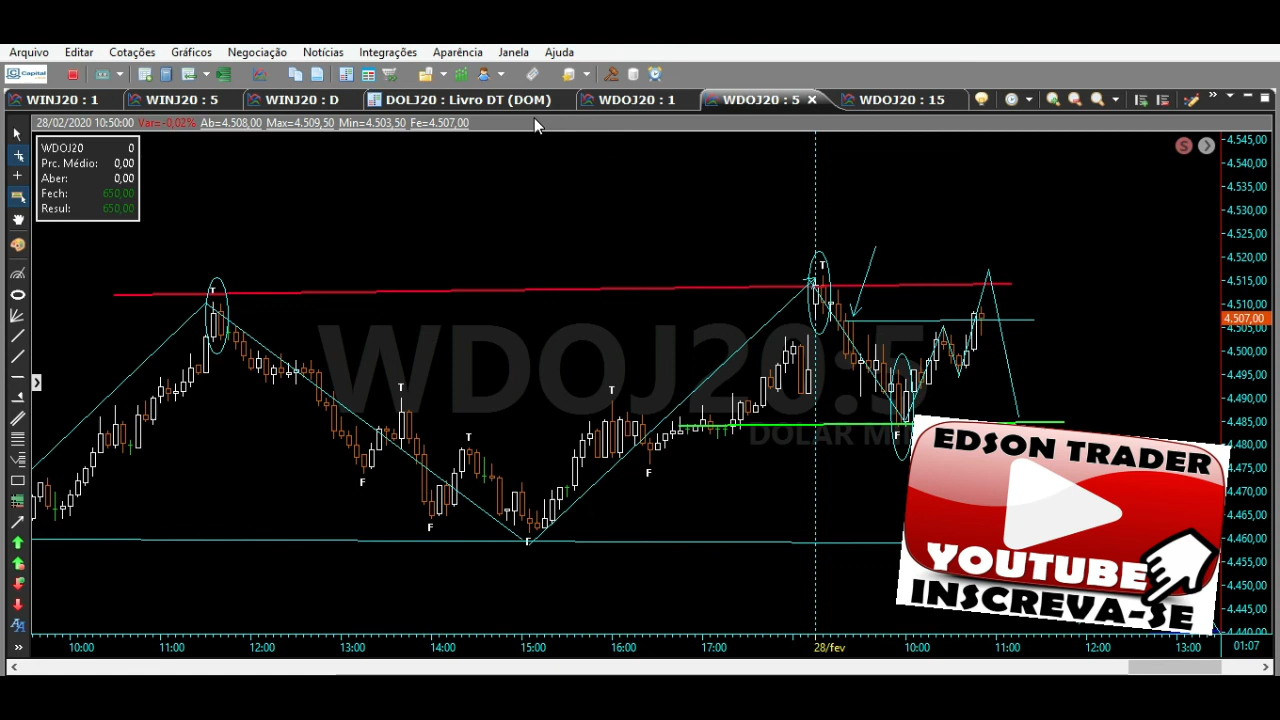 Arquivo Editar Cotações Gráficos Negociação Notícias Integrações Aparência Janela Ajuda
Capital
WINJ20 : 1 WINJ20 : 5 WINJ20 : D DOLJ20 : Livro DT (DOM) WDOJ20 : 1 WDOJ20 : 5 WDOJ20 : 15
28/02/2020 10:50:00 Var=-0,02% Ab=4.508,00 Max=4.509,50 Min=4.503,50 Fe=4.507,00
WDOJ20 0
Prc. Médio: 0,00
Aber: 0,00
Fech: 650,00
Resul: 650,00
S
4.545,00
4.540,00
4.535,00
4.530,00
4.525,00
4.520,00
4.515,00
4.510,00
4.507,00
4.505,00
4.500,00
4.495,00
4.490,00
4.485,00
4.480,00
4.475,00
4.470,00
4.465,00
4.460,00
4.455,00
4.450,00
4.445,00
4.440,00
T
T
T
T
T
F
F
F
F
F
WDOJ20:5
DOLAR M
EDSON TRADER
YOUTUBE
INSCREVA-SE
10:00 11:00 12:00 13:00 14:00 15:00 16:00 17:00 28/fev 10:00 11:00 12:00 13:00 01:07